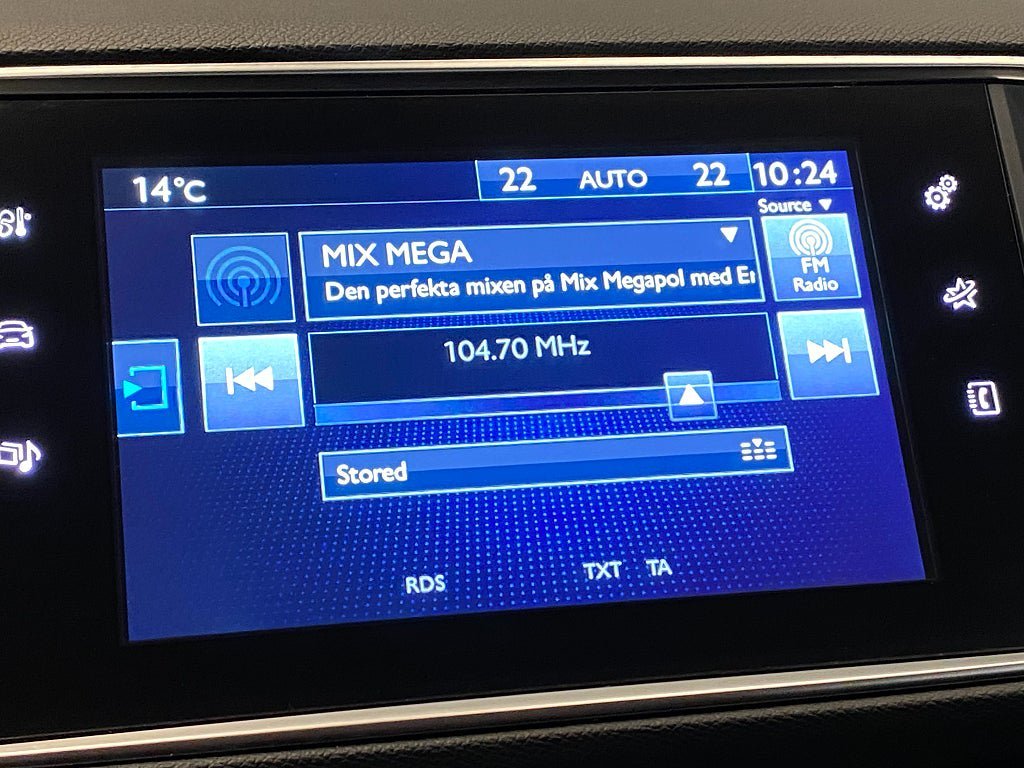 14°C
22 AUTO 22
10:24
Source
MIX MEGA
Den perfekta mixen på Mix Megapol med
FM
Radio
104.70 MHz
Stored
RDS TXT TA